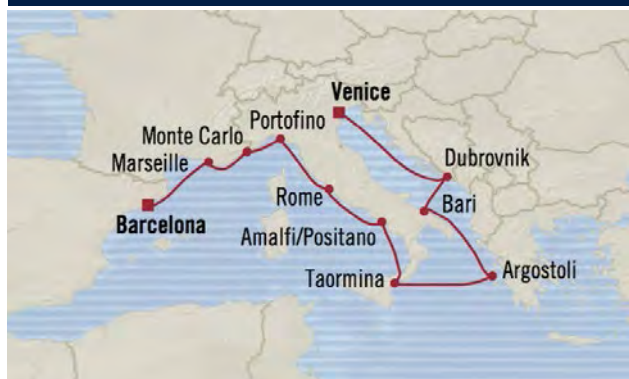 Venice
Portofino
Monte Carlo
Marseille
Dubrovnik
Rome
Bari
Barcelona
Amalfi/Positano
Taormina
Argostoli